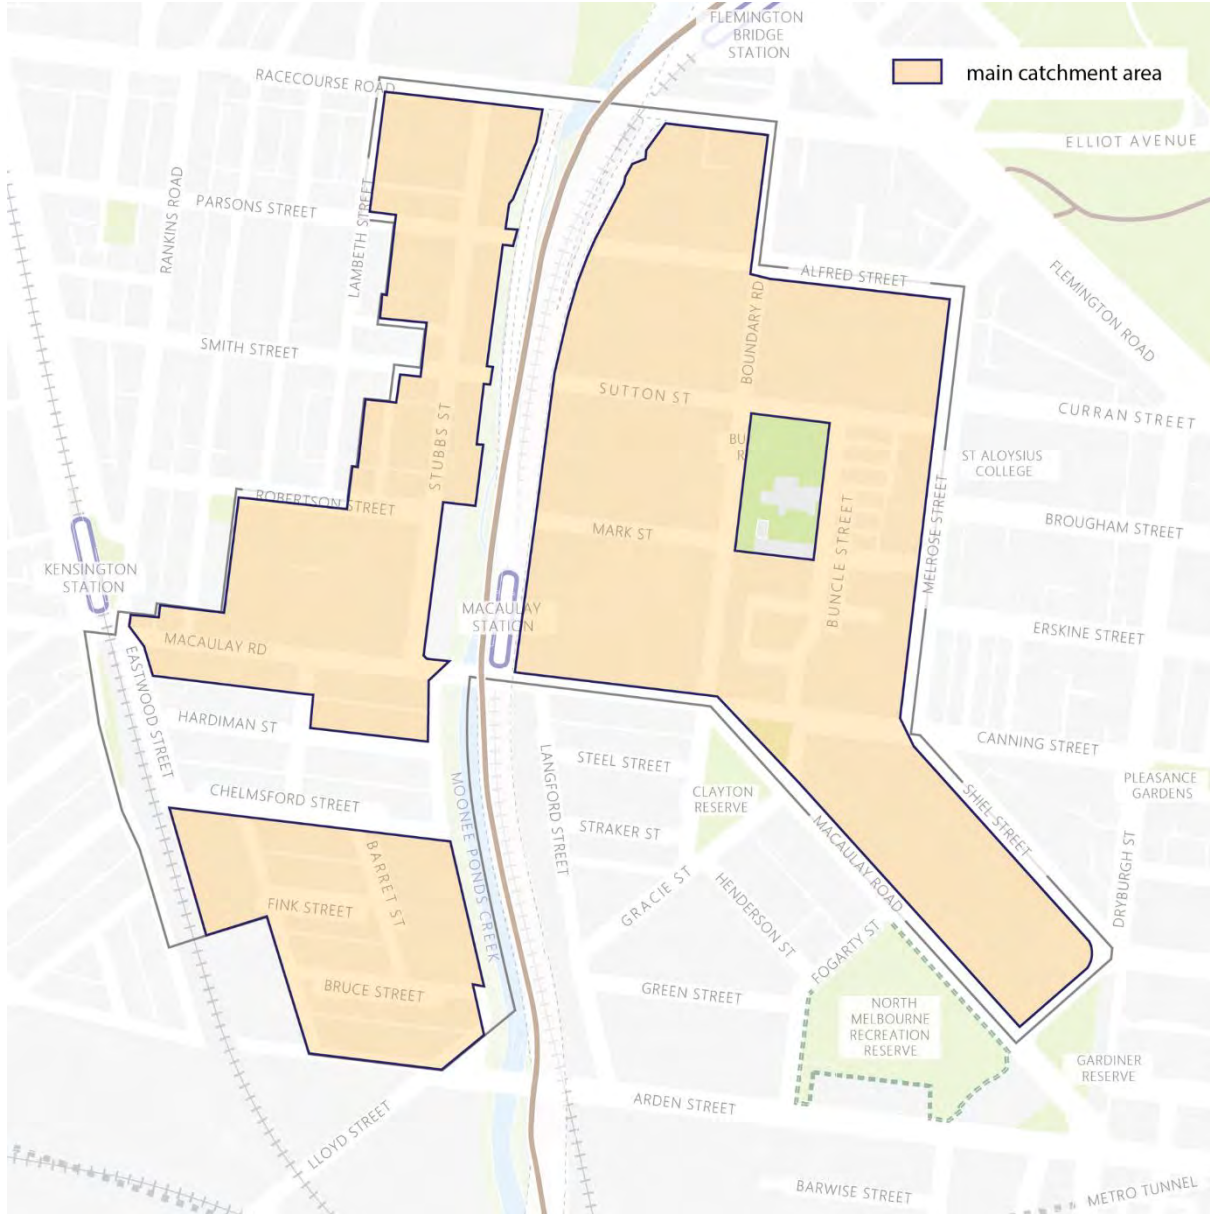 FLEMINGTON
BRIDGE
STATION
main catchment area
RACECOURSE ROAD
ELLIOT AVENUE
RANKINS ROAD
PARSONS STREET
LAMBETH STREET
ALFRED STREET
FLEMINGTON ROAD
BOUNDARY RD
SMITH STREET
SUTTON ST
CURRAN STREET
STUBBS ST
BU
R
ST ALOYSIUS
COLLEGE
ROBERTSON STREET
MARK ST
BUNCLE STREET
MELROSE STREET
BROUGHAM STREET
KENSINGTON
STATION
MACAULAY
STATION
ERSKINE STREET
MACAULAY RD
EASTWOOD STREET
HARDIMAN ST
CANNING STREET
STEEL STREET
LANGFORD STREET
CLAYTON
RESERVE
PLEASANCE
GARDENS
CHELMSFORD STREET
MOONEE PONDS CREEK
STRAKER ST
MACAULAY ROAD
SHIEL STREET
DRYBURGH ST
BARRET ST
FINK STREET
GRACIE ST
HENDERSON ST
FOGARTY ST
BRUCE STREET
GREEN STREET
NORTH
MELBOURNE
RECREATION
RESERVE
GARDINER
RESERVE
ARDEN STREET
LLOYD STREET
BARWISE STREET
METRO TUNNEL